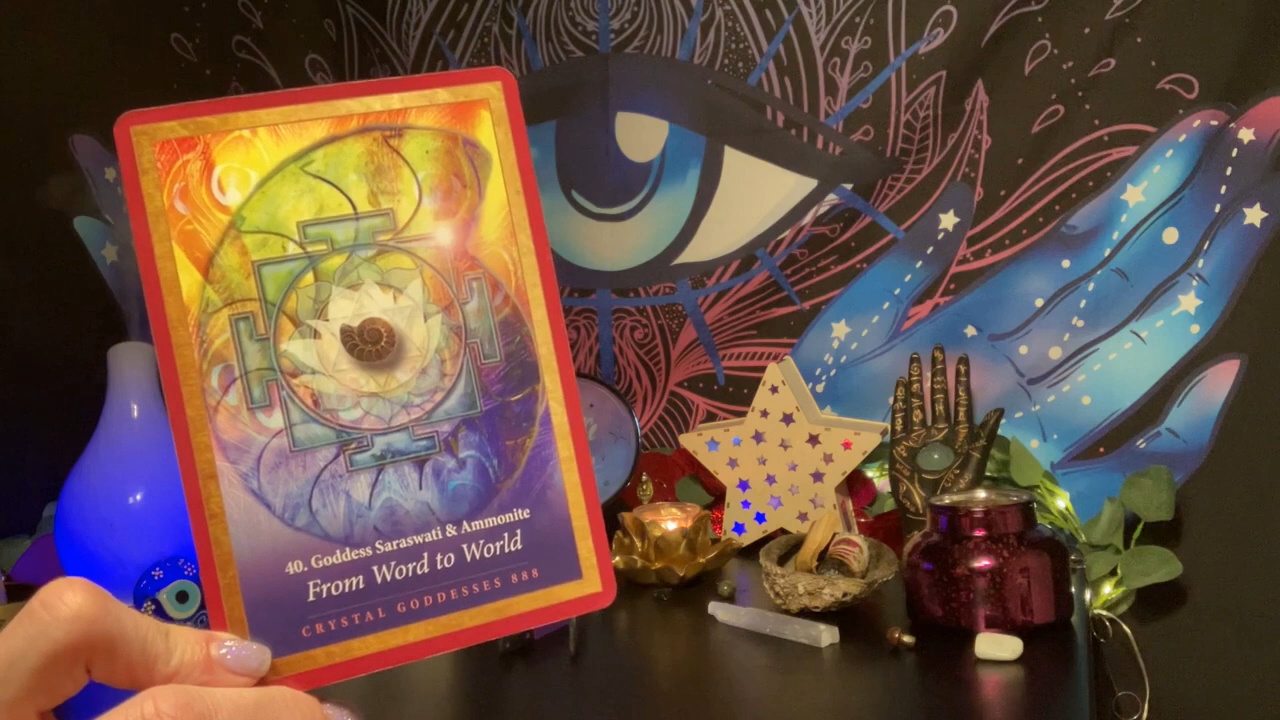 40. Goddess Saraswati & Ammonite
From Word to World
CRYSTAL GODDESSES 888